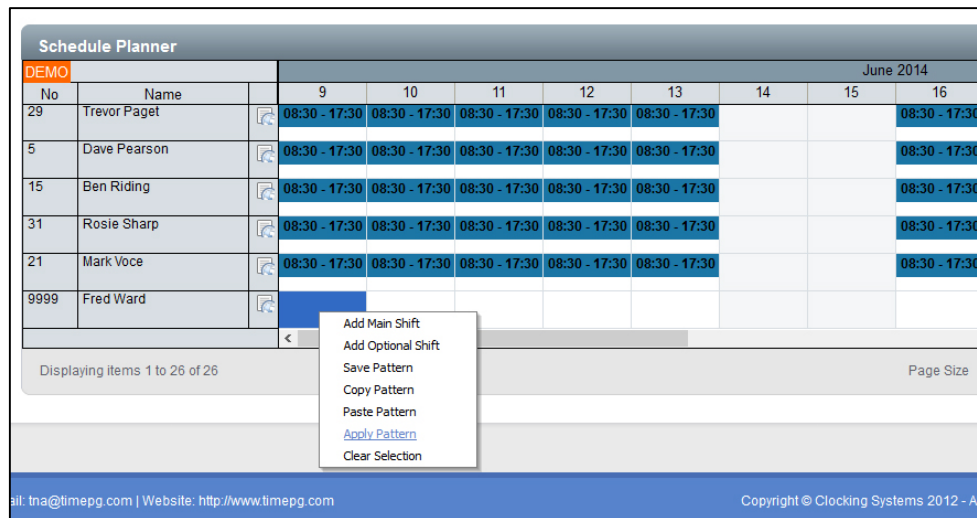 Schedule Planner
DEMO June 2014
No Name 9 10 11 12 13 14 15 16
29 Trevor Paget 08:30 - 17:30 08:30 - 17:30 08:30 - 17:30 08:30 - 17:30 08:30 - 17:30 08:30 - 17:30
5 Dave Pearson 08:30 - 17:30 08:30 - 17:30 08:30 - 17:30 08:30 - 17:30 08:30 - 17:30 08:30 - 17:30
15 Ben Riding 08:30 - 17:30 08:30 - 17:30 08:30 - 17:30 08:30 - 17:30 08:30 - 17:30 08:30 - 17:30
31 Rosie Sharp 08:30 - 17:30 08:30 - 17:30 08:30 - 17:30 08:30 - 17:30 08:30 - 17:30 08:30 - 17:30
21 Mark Voce 08:30 - 17:30 08:30 - 17:30 08:30 - 17:30 08:30 - 17:30 08:30 - 17:30 08:30 - 17:30
9999 Fred Ward
Add Main Shift
Add Optional Shift
Save Pattern
Copy Pattern
Paste Pattern
Apply Pattern
Clear Selection
Displaying items 1 to 26 of 26 Page Size
ail: tna@timepg.com | Website: http://www.timepg.com Copyright © Clocking Systems 2012 - A